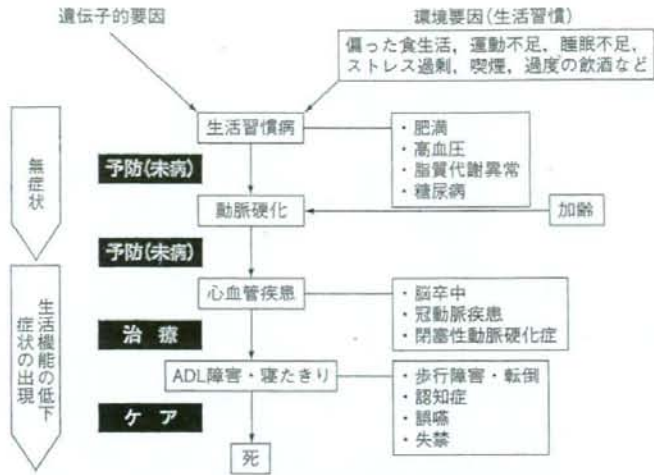 遺伝子的要因
環境要因(生活習慣)
偏った食生活,運動不足,睡眠不足,
ストレス過剰,喫煙,過度の飲酒など
生活習慣病
・肥満
・高血圧
・脂質代謝異常
・糖尿病
予防(未病)
無症状
動脈硬化
加齢
予防(未病)
心血管疾患
・脳卒中
・冠動脈疾患
・閉塞性動脈硬化症
治 療
生活機能の低下
症状の出現
ADL障害・寝たきり
・歩行障害・転倒
・認知症
・誤嚥
・失禁
ケ ア
死